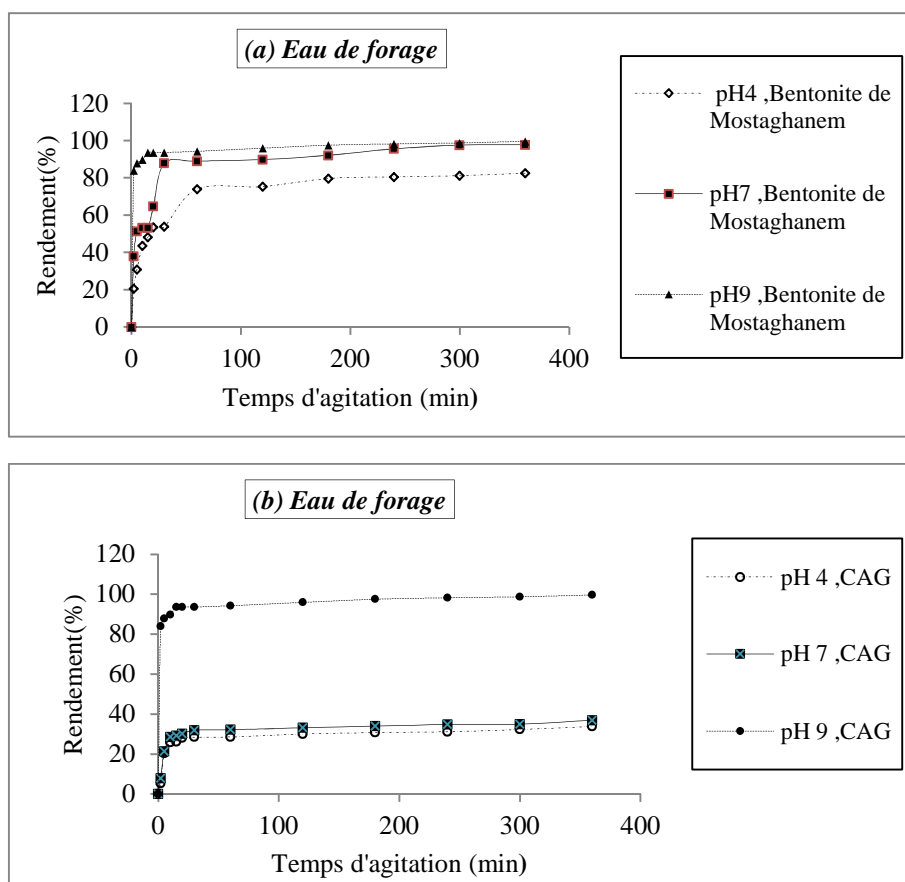 (a) Eau de forage
120
100
80
60
40
20
0
Rendement(%)
0 100 200 300 400
Temps d'agitation (min)
pH4 ,Bentonite de
Mostaghanem
pH7 ,Bentonite de
Mostaghanem
pH9 ,Bentonite de
Mostaghanem
(b) Eau de forage
120
100
80
60
40
20
0
Rendement(%)
0 100 200 300 400
Temps d'agitation (min)
pH 4 ,CAG
pH 7 ,CAG
pH 9 ,CAG